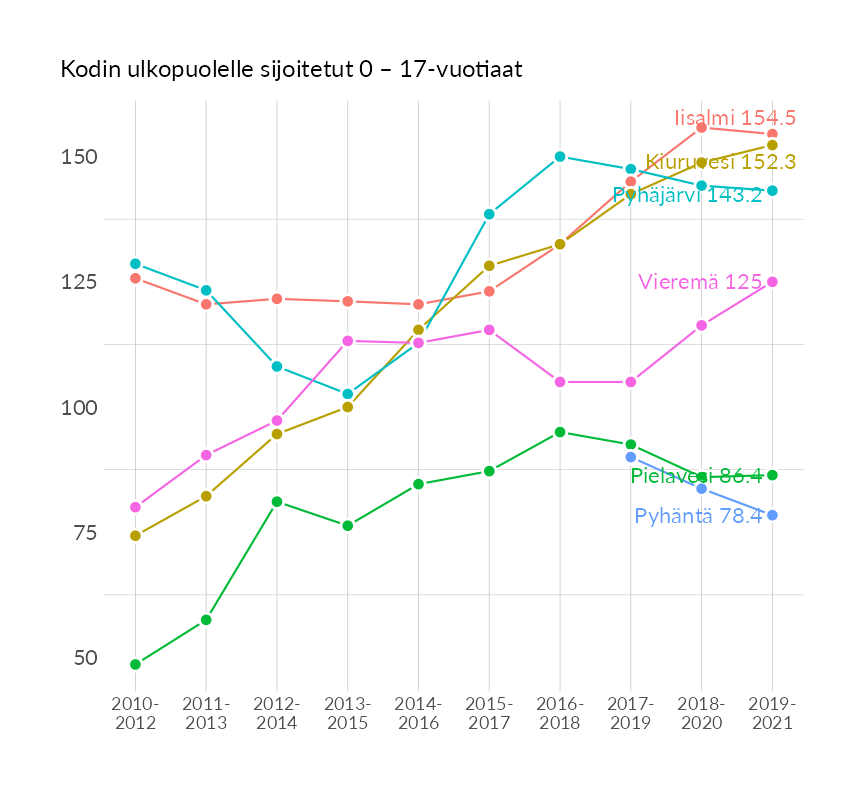 Kodin ulkopuolelle sijoitetut 0 – 17-vuotiaat
Iisalmi 154.5
150
Kiuruvesi 152.3
Pyhäjärvi 143.2
125
Vieremä 125
100
Pielavesi 86.4
75
Pyhäntä 78.4
50
2010- 2011- 2012- 2013- 2014- 2015- 2016- 2017- 2018- 2019-
2012 2013 2014 2015 2016 2017 2018 2019 2020 2021